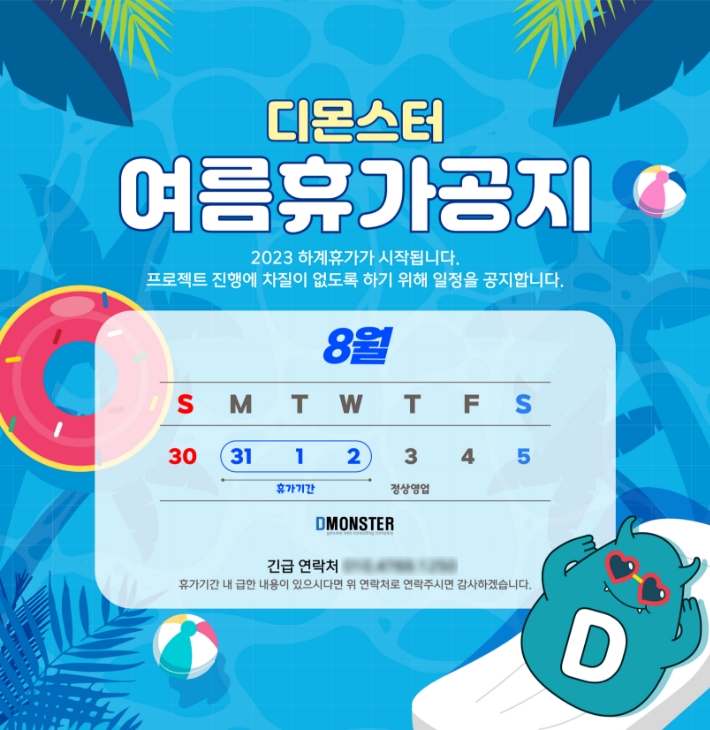 디몬스터
여름휴가공지
2023 하계휴가가 시작됩니다.
프로젝트 진행에 차질이 없도록 하기 위해 일정을 공지합니다.
8월
S M T W T F S
30 31 1 2 3 4 5
휴가기간 정상영업
DMONSTER
genuine web consulting company
긴급 연락처
휴가기간 내 급한 내용이 있으시다면 위 연락처로 연락주시면 감사하겠습니다.
D